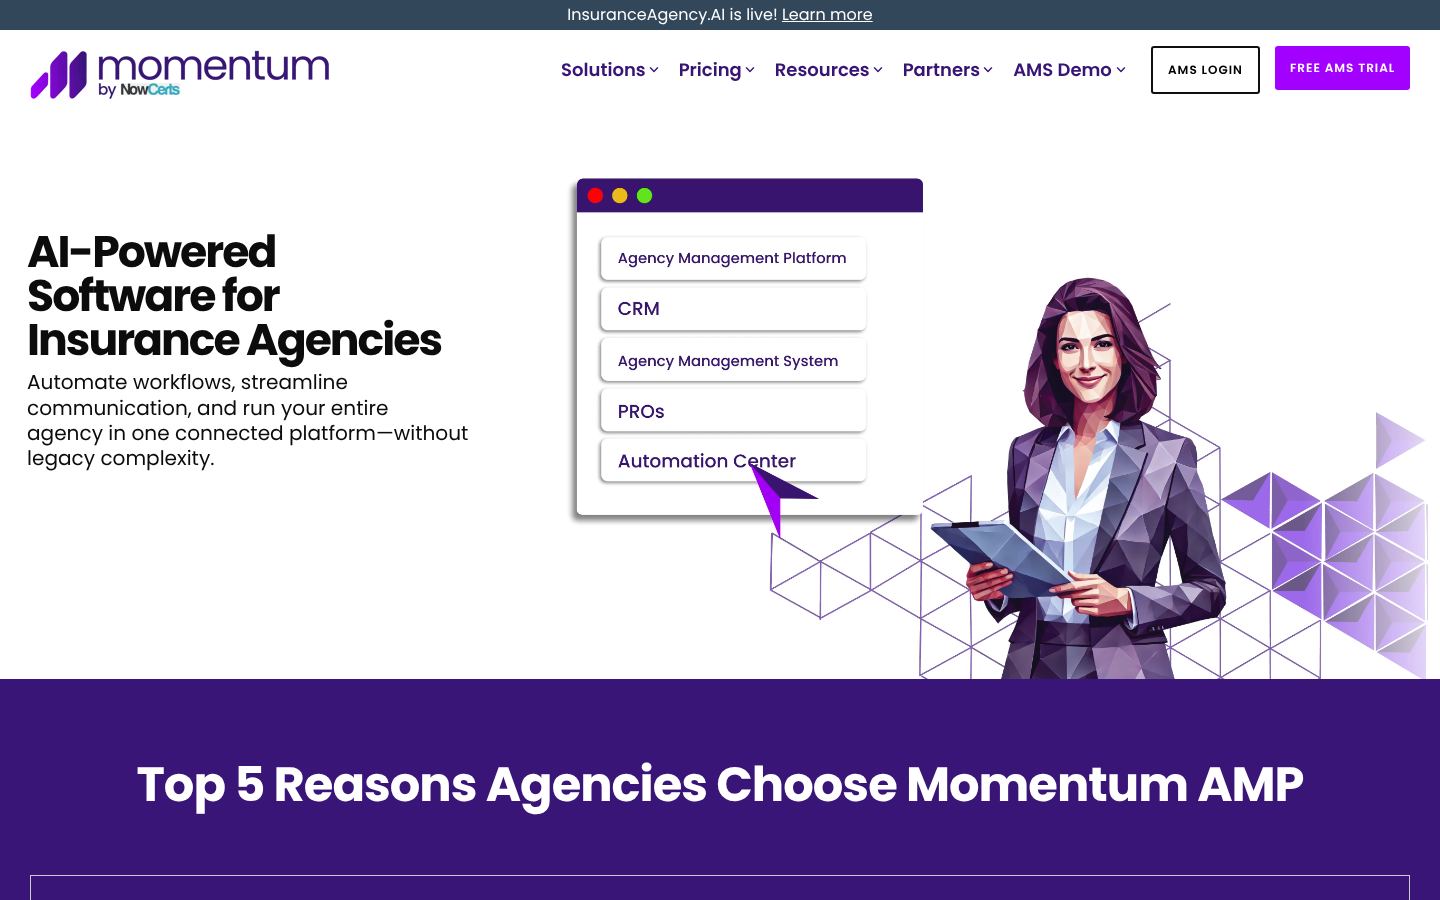 InsuranceAgency.AI is live! Learn more
momentum
by NowCerts
Solutions
Pricing
Resources
Partners
AMS Demo
AMS LOGIN
FREE AMS TRIAL
AI-Powered
Software for
Insurance Agencies
Automate workflows, streamline
communication, and run your entire
agency in one connected platform—without
legacy complexity.
Agency Management Platform
CRM
Agency Management System
PROs
Automation Center
Top 5 Reasons Agencies Choose Momentum AMP